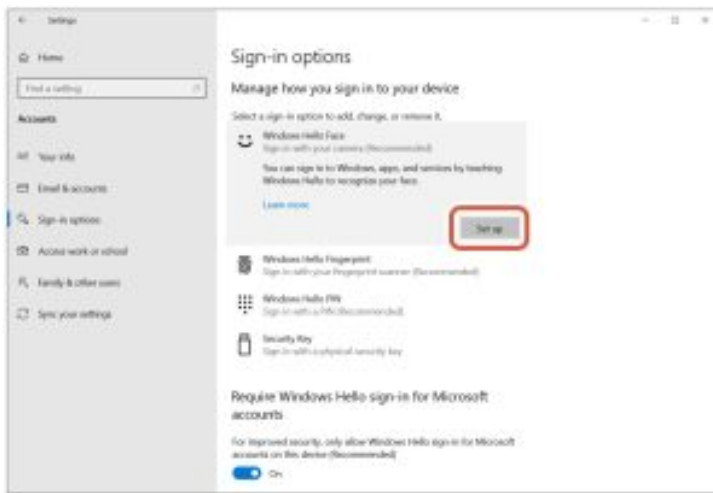 Settings
Home
Find a setting
Accounts
Your info
Email & accounts
Sign-in options
Access work or school
Family & other users
Sync your settings
Sign-in options
Manage how you sign in to your device
Select a sign-in option to add, change, or remove it.
Windows Hello Face
Sign in with your camera (Recommended)
You can sign in to Windows, apps, and services by teaching
Windows Hello to recognize your face.
Learn more
Set up
Windows Hello Fingerprint
Sign in with your fingerprint scanner (Recommended)
Windows Hello PIN
Sign in with a PIN (Recommended)
Security Key
Sign in with a physical security key
Require Windows Hello sign-in for Microsoft
accounts
For improved security, only allow Windows Hello sign-in for Microsoft
accounts on this device (Recommended)
On